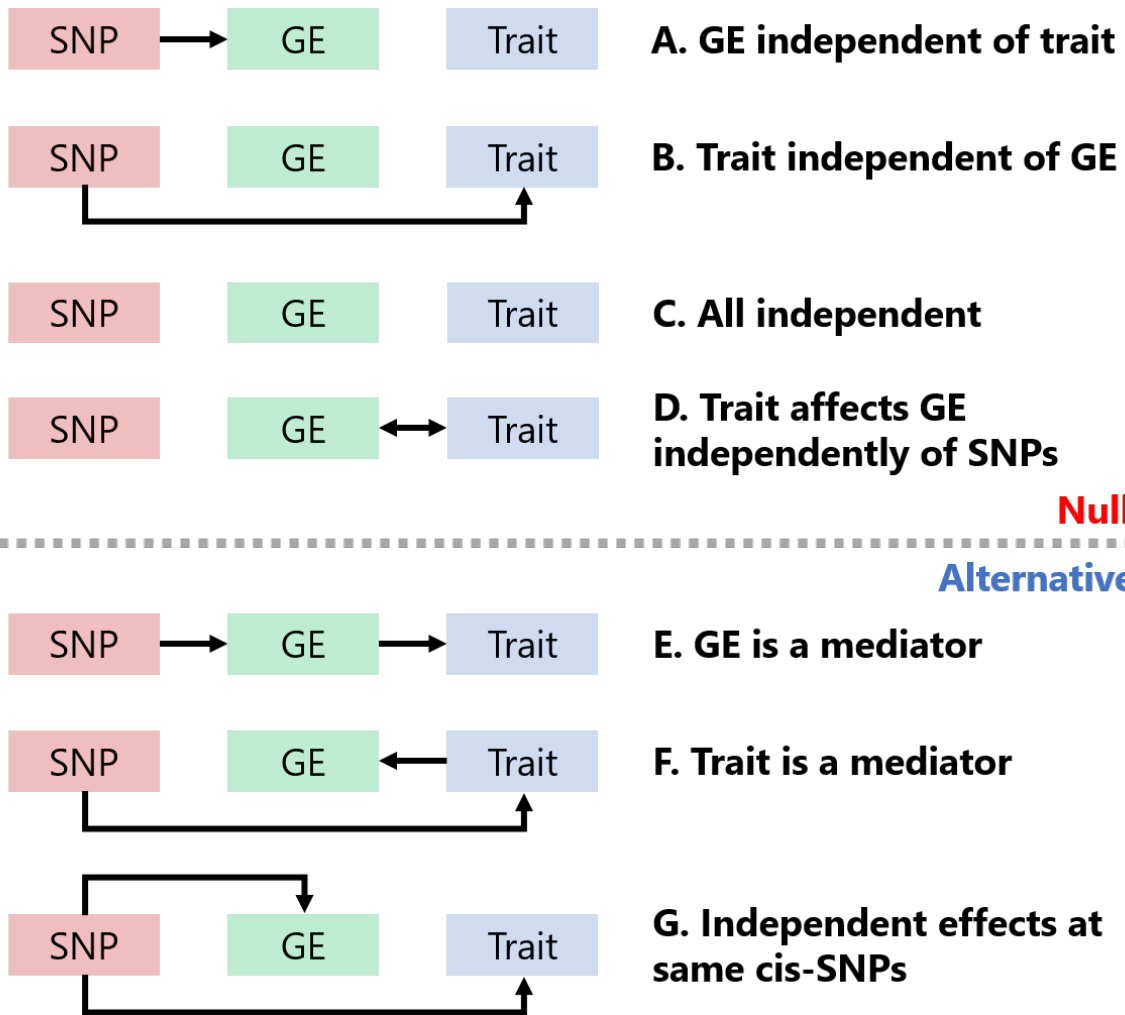 SNP GE Trait A. GE independent of trait
SNP GE Trait B. Trait independent of GE
SNP GE Trait C. All independent
SNP GE Trait D. Trait affects GE
independently of SNPs
Null
Alternative
SNP GE Trait E. GE is a mediator
SNP GE Trait F. Trait is a mediator
SNP GE Trait G. Independent effects at
same cis-SNPs